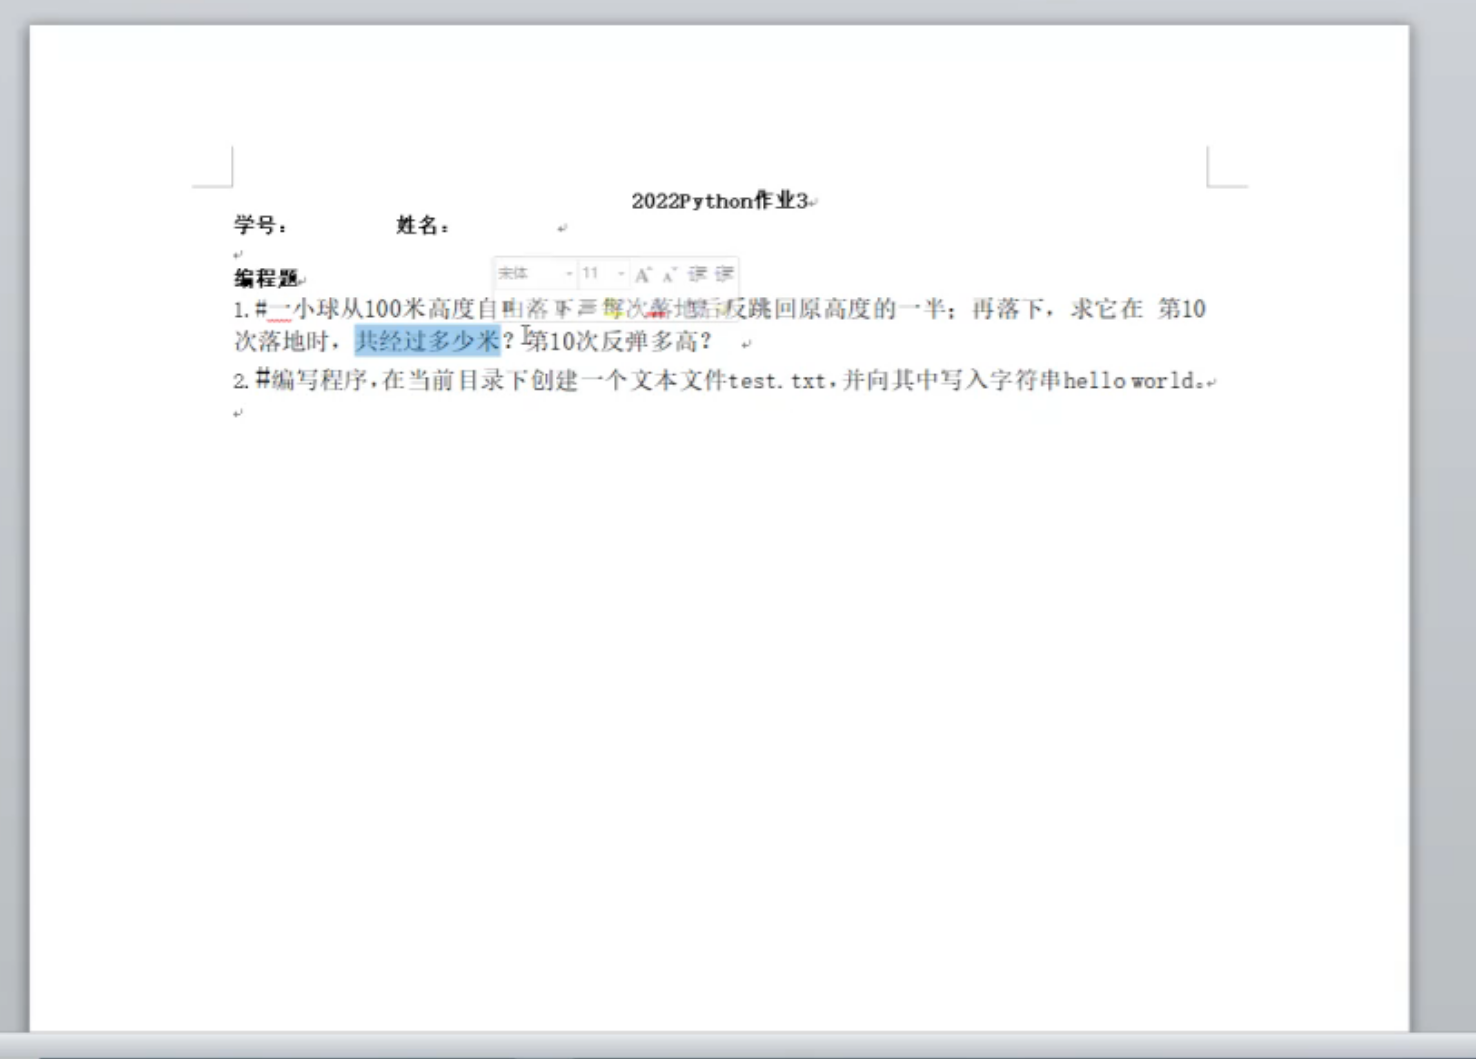 2022Python作业3
学号： 姓名：
编程题
宋体 11
1.#一小球从100米高度自由落下，每次落地后反跳回原高度的一半；再落下，求它在 第10
次落地时，共经过多少米？第10次反弹多高？
2.#编写程序,在当前目录下创建一个文本文件test.txt,并向其中写入字符串hello world。